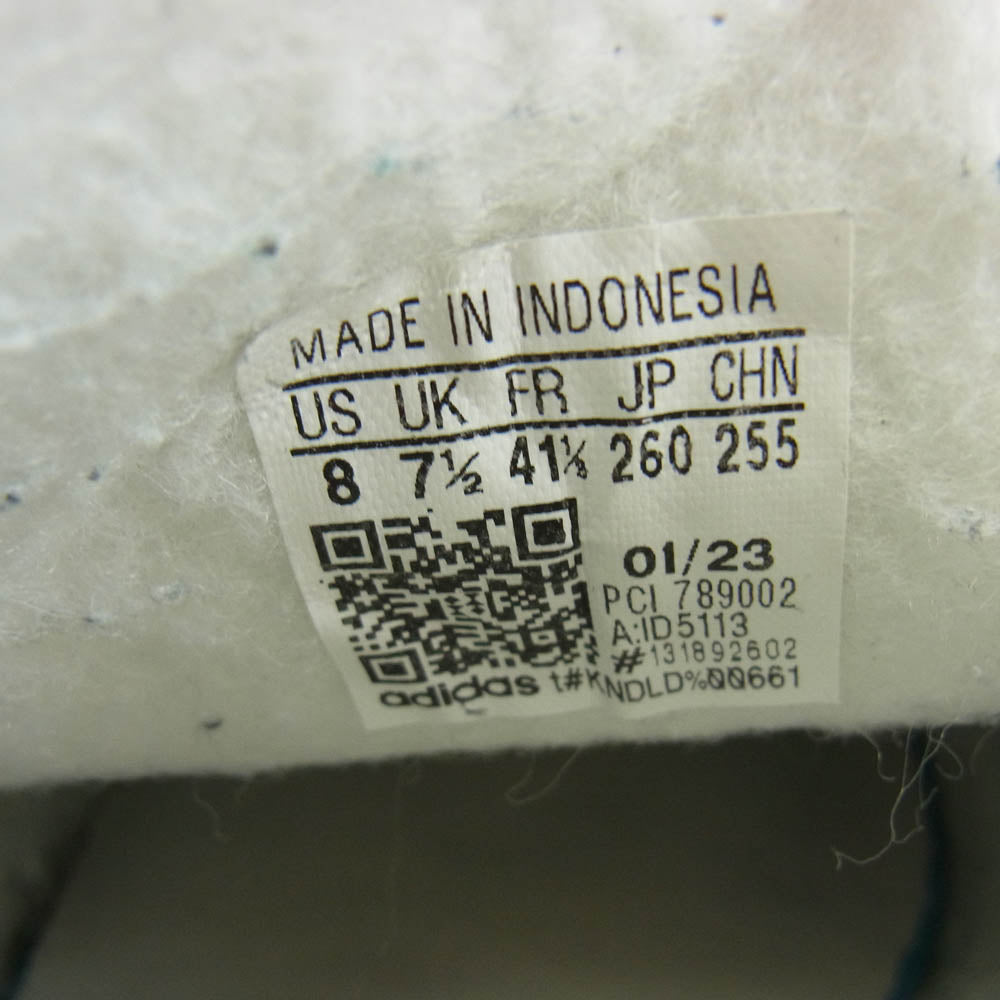 MADE IN INDONESIA
US UK FR JP CHN
8 7½ 41⅓ 260 255
01/23
PCI 789002
A:ID5113
#131892602
adidas t#KNDLD%00661